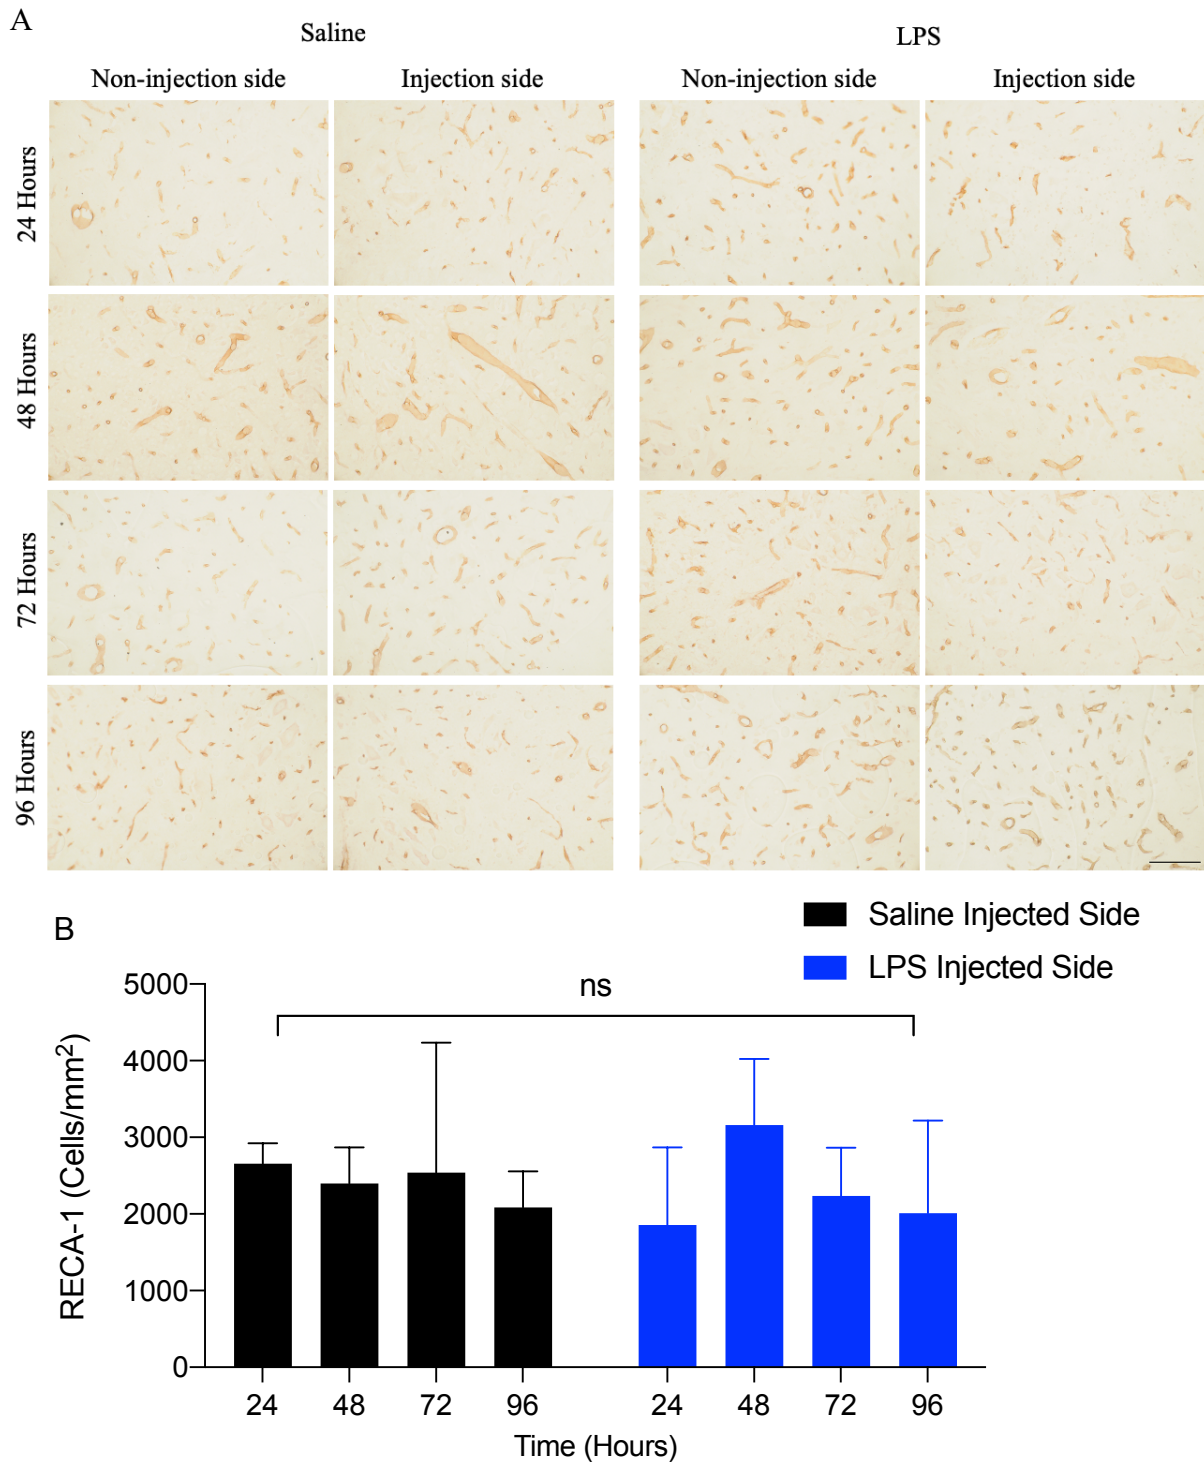 A
Saline
LPS
Non-injection side
Injection side
Non-injection side
Injection side
24 Hours
48 Hours
72 Hours
96 Hours
B
Saline Injected Side
LPS Injected Side
ns
RECA-1 (Cells/mm²)
5000
4000
3000
2000
1000
0
24 48 72 96 24 48 72 96
Time (Hours)